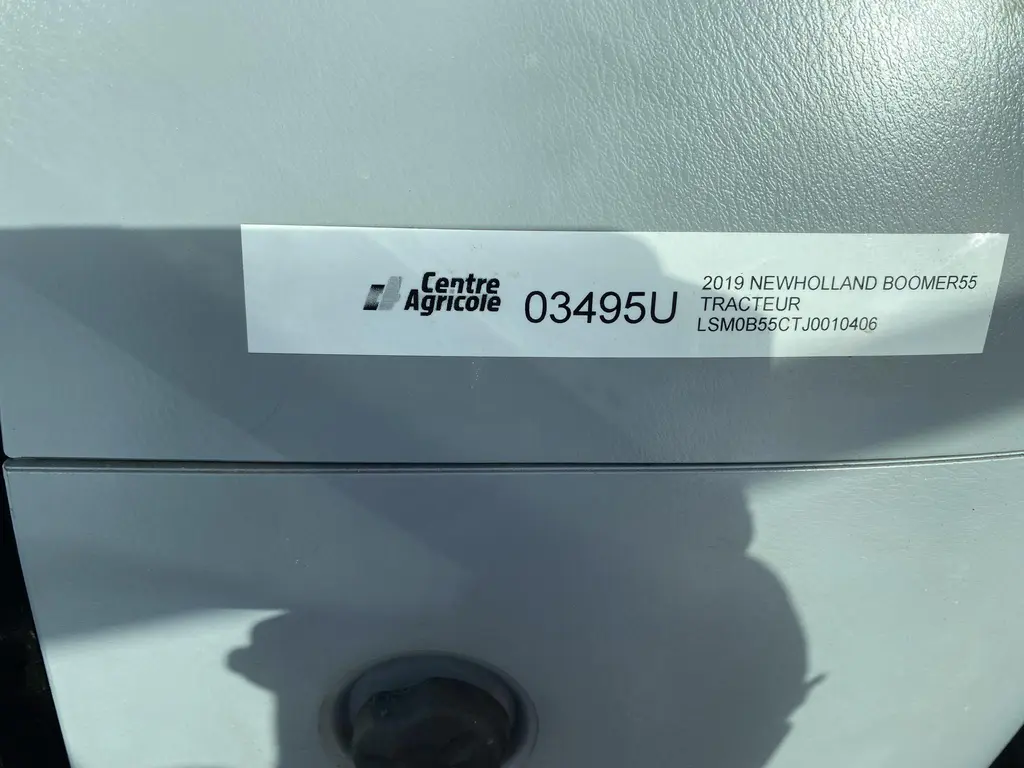 Centre
Agricole
03495U
2019 NEWHOLLAND BOOMER55
TRACTEUR
LSM0B55CTJ0010406